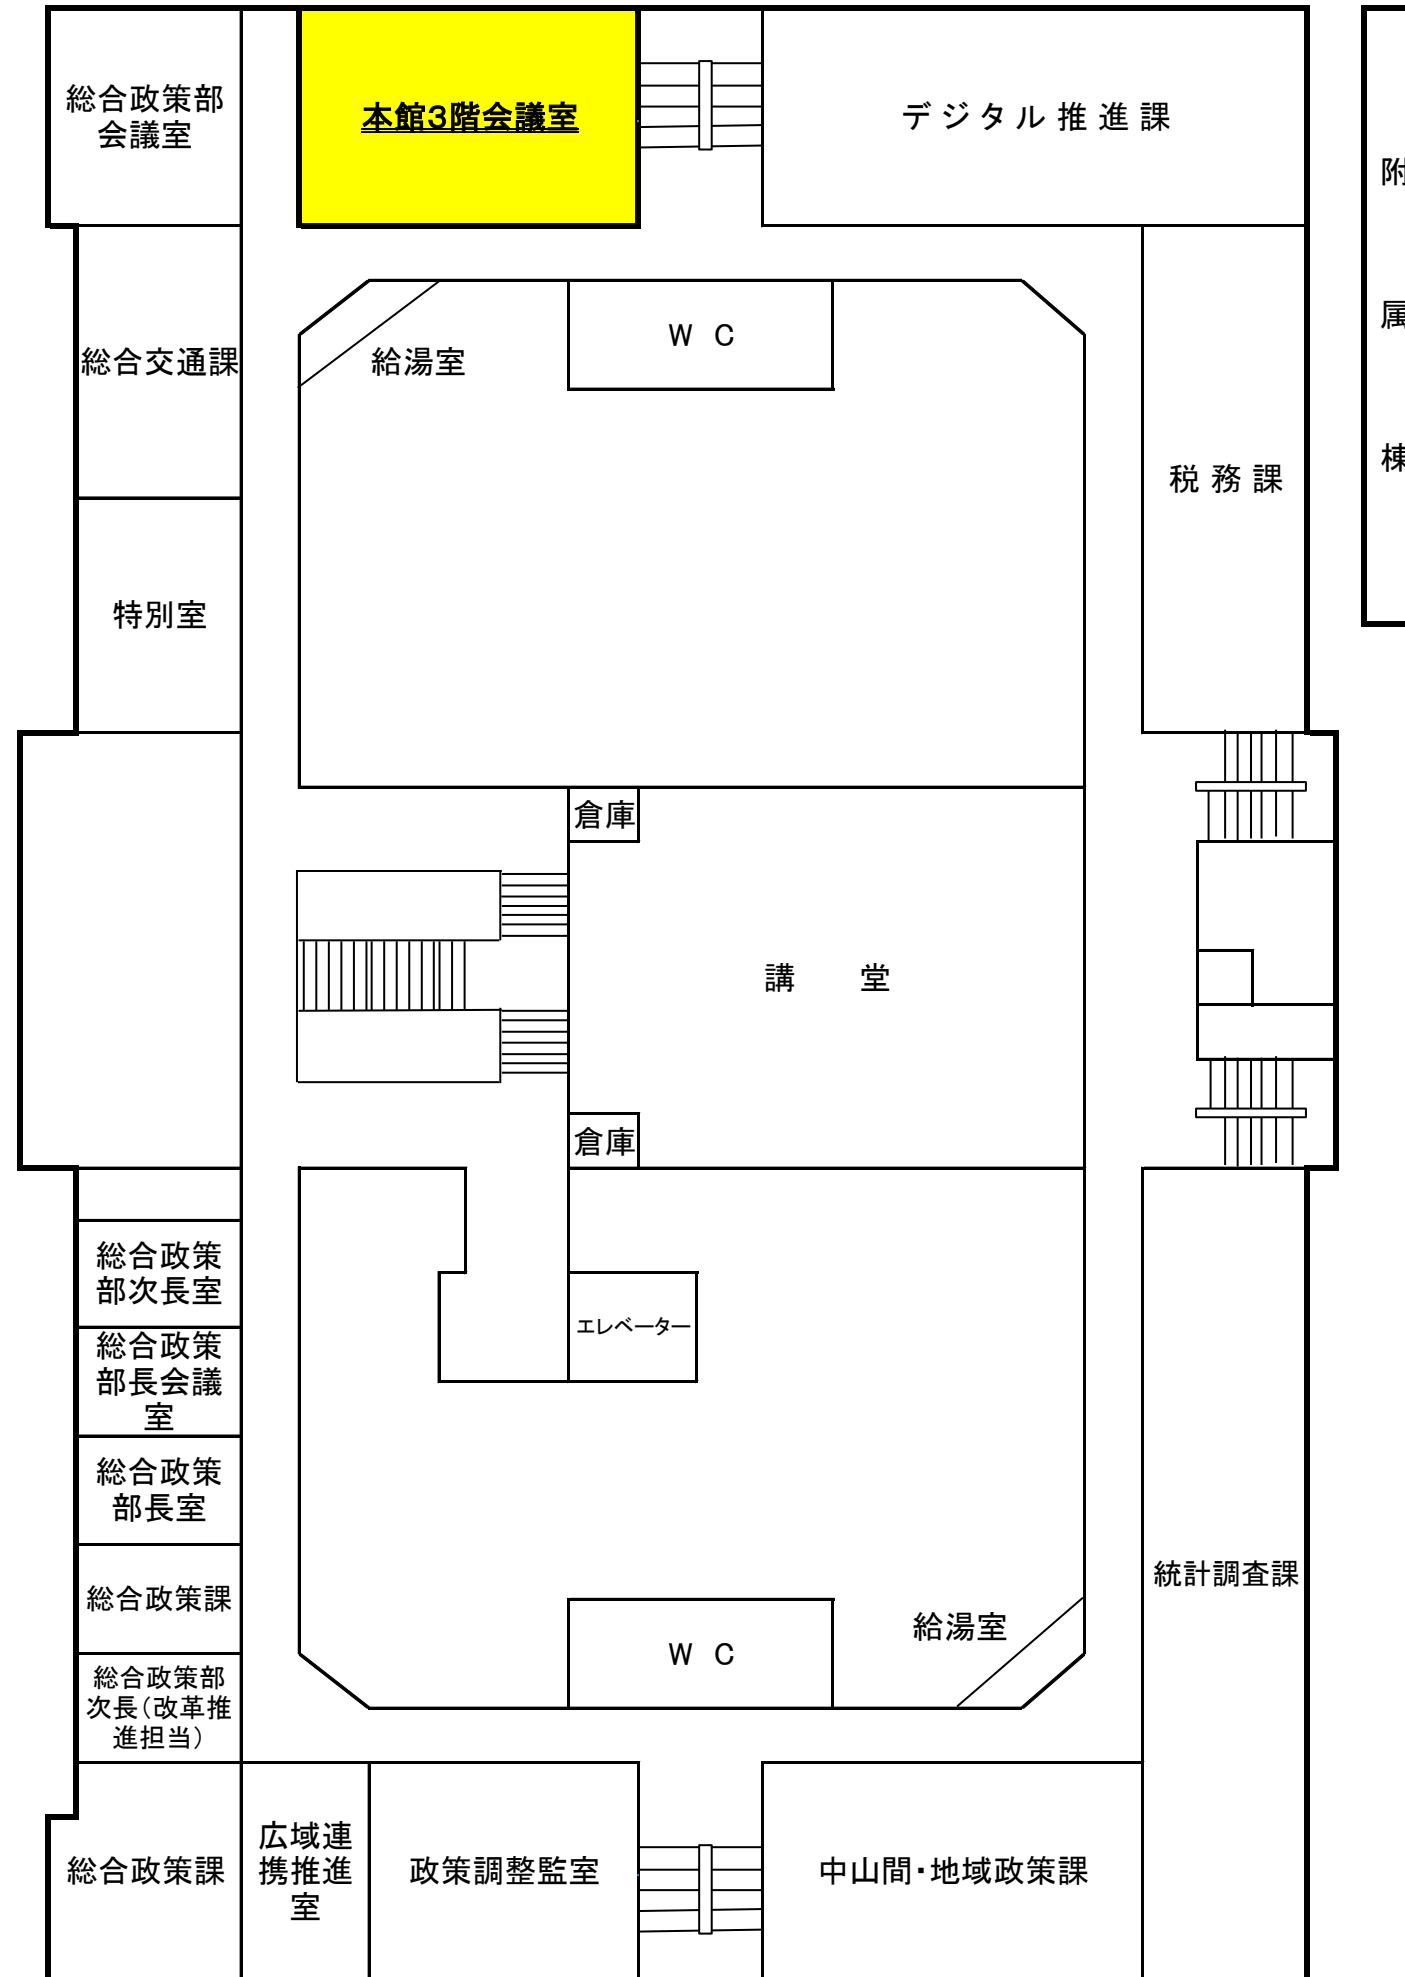 総合政策部
会議室
本館3階会議室
デジタル推進課
附
属
棟
総合交通課
給湯室
W C
税務課
特別室
倉庫
講 堂
倉庫
総合政策
部次長室
エレベーター
総合政策
部長会議
室
総合政策
部長室
総合政策課
統計調査課
給湯室
W C
総合政策部
次長(改革推
進担当)
総合政策課
広域連
携推進
室
政策調整監室
中山間・地域政策課